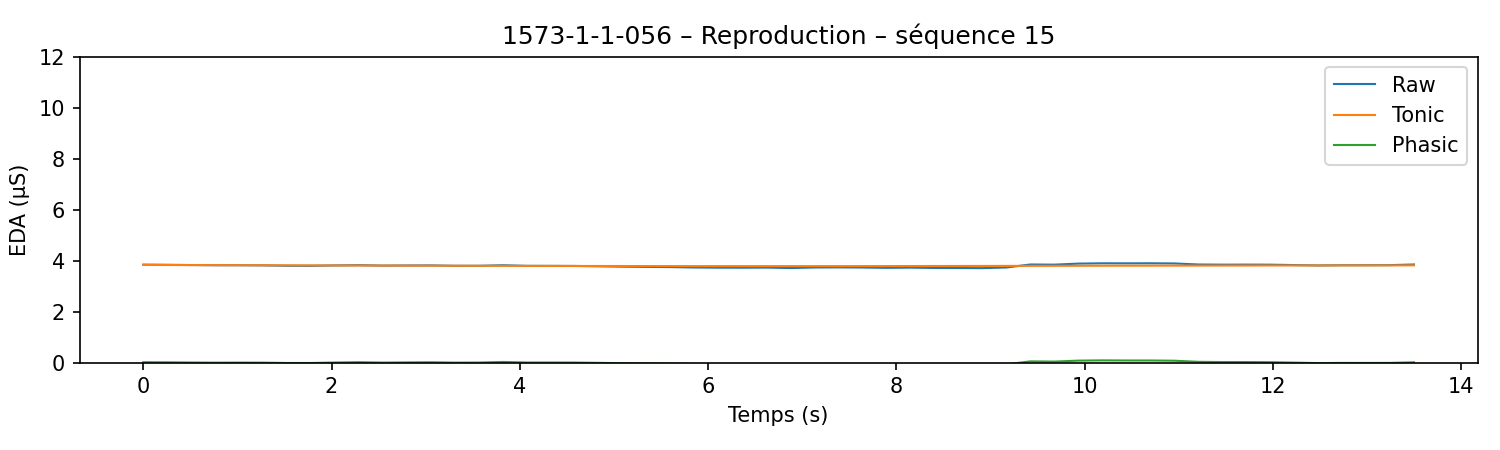 1573-1-1-056 – Reproduction – séquence 15
12
10
8
6
4
2
0
EDA (µS)
Raw
Tonic
Phasic
0 2 4 6 8 10 12 14
Temps (s)